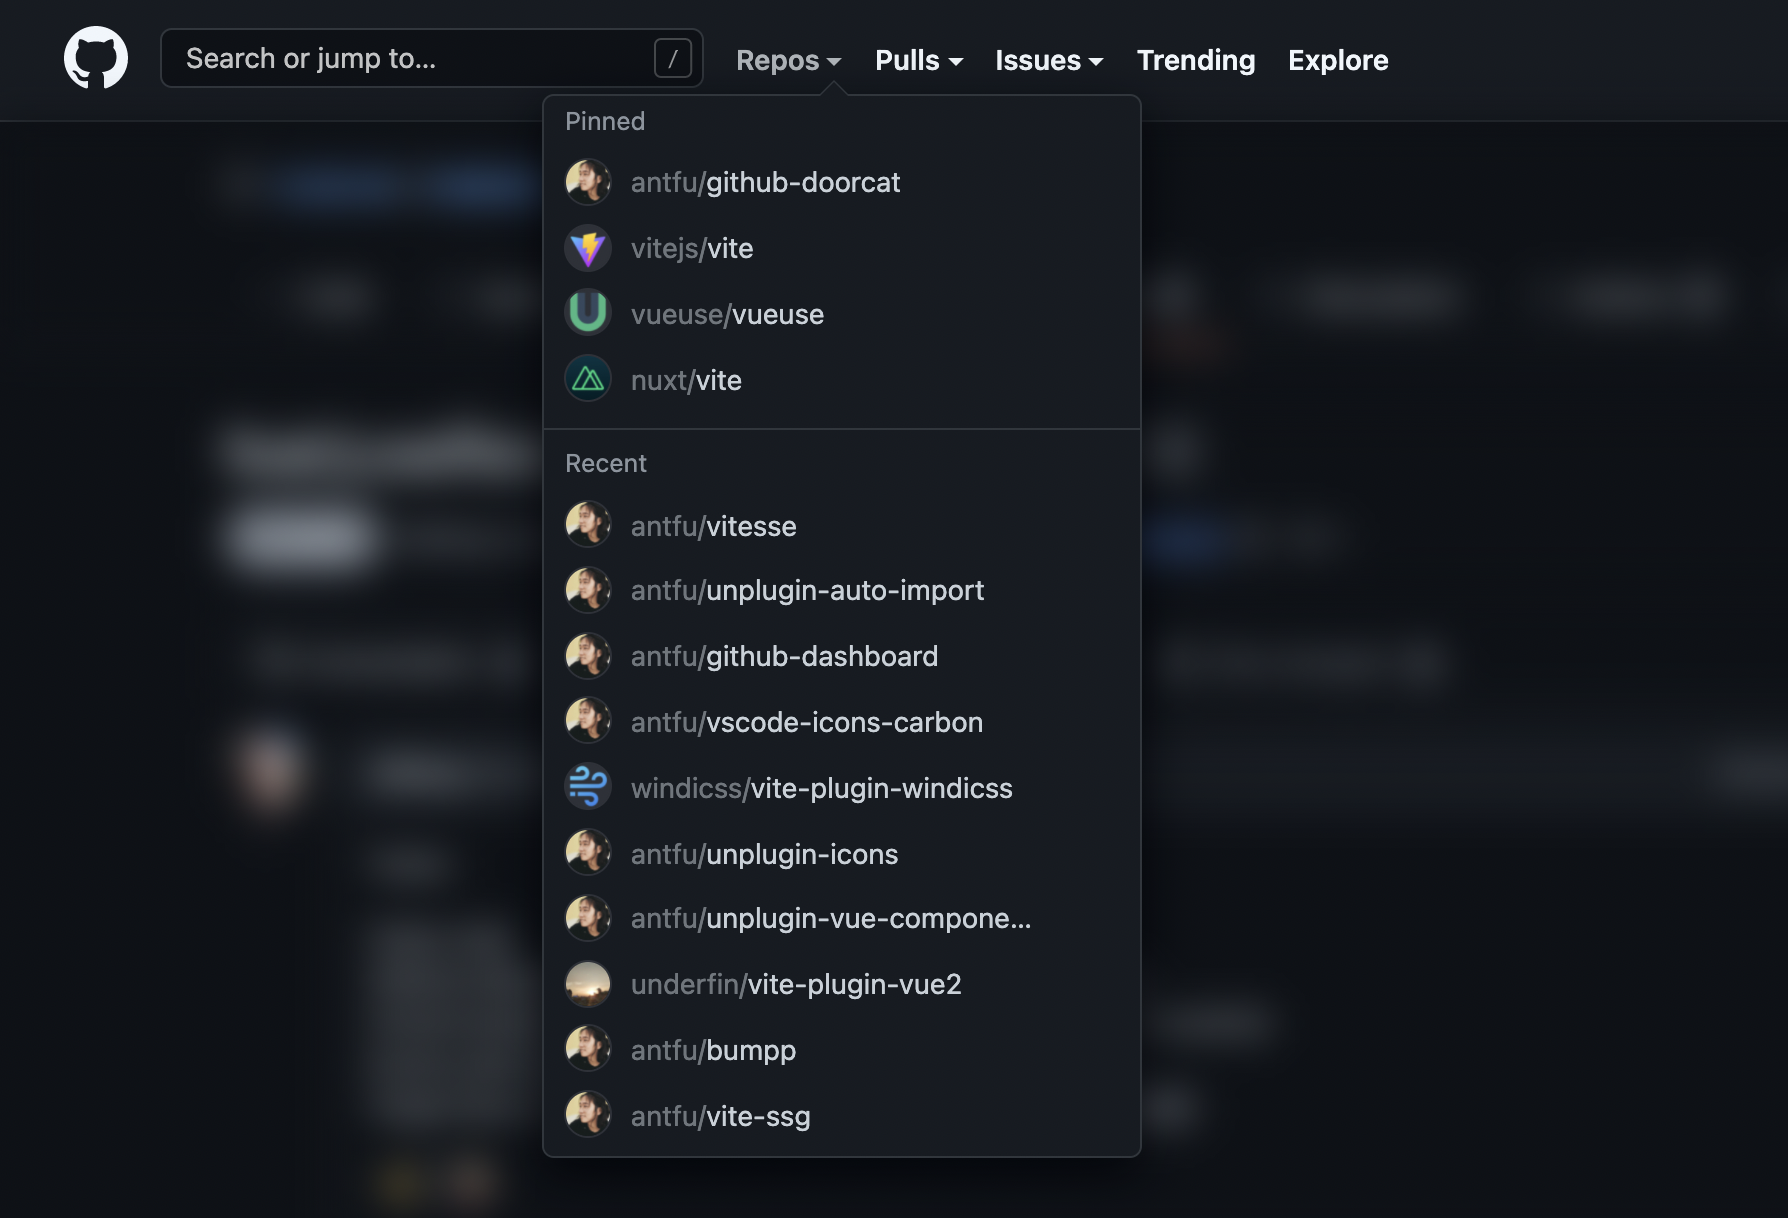 Search or jump to...
/
Repos
Pulls
Issues
Trending
Explore
Pinned
antfu/github-doorcat
vitejs/vite
vueuse/vueuse
nuxt/vite
Recent
antfu/vitesse
antfu/unplugin-auto-import
antfu/github-dashboard
antfu/vscode-icons-carbon
windicss/vite-plugin-windicss
antfu/unplugin-icons
antfu/unplugin-vue-compone...
underfin/vite-plugin-vue2
antfu/bumpp
antfu/vite-ssg